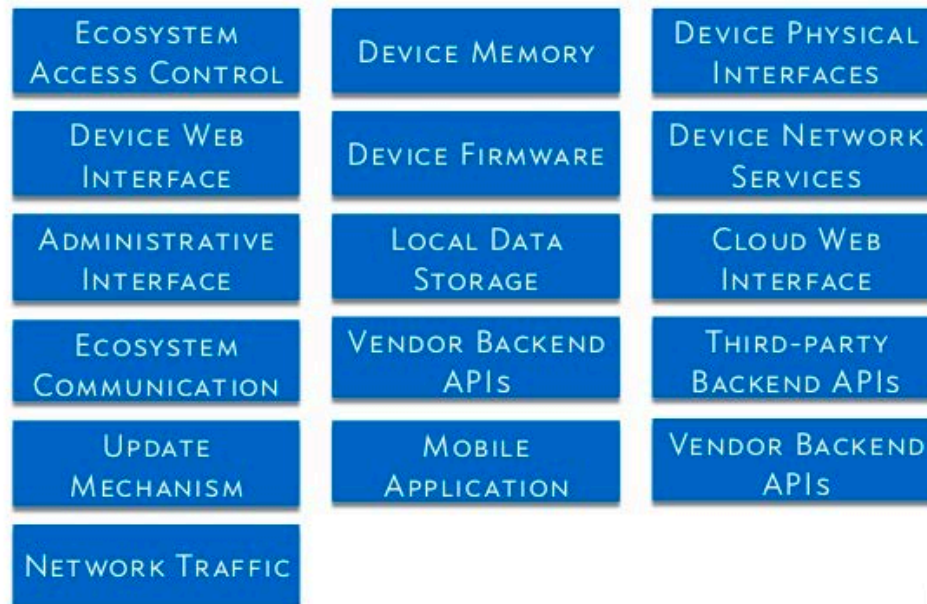 Ecosystem
Access Control
Device Memory
Device Physical
Interfaces
Device Web
Interface
Device Firmware
Device Network
Services
Administrative
Interface
Local Data
Storage
Cloud Web
Interface
Ecosystem
Communication
Vendor Backend
APIs
Third-party
Backend APIs
Update
Mechanism
Mobile
Application
Vendor Backend
APIs
Network Traffic